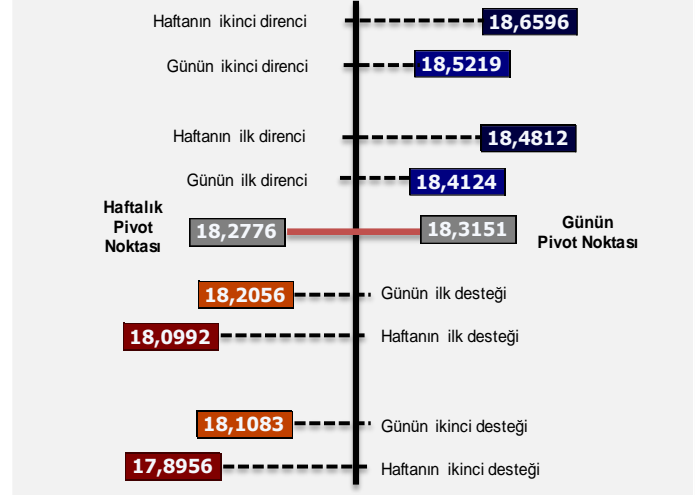 Haftanın ikinci direnci 18,6596
Günün ikinci direnci 18,5219
Haftanın ilk direnci 18,4812
Günün ilk direnci 18,4124
Haftalık
Pivot
Noktası
18,2776
18,3151
Günün
Pivot Noktası
18,2056 Günün ilk desteği
18,0992 Haftanın ilk desteği
18,1083 Günün ikinci desteği
17,8956 Haftanın ikinci desteği